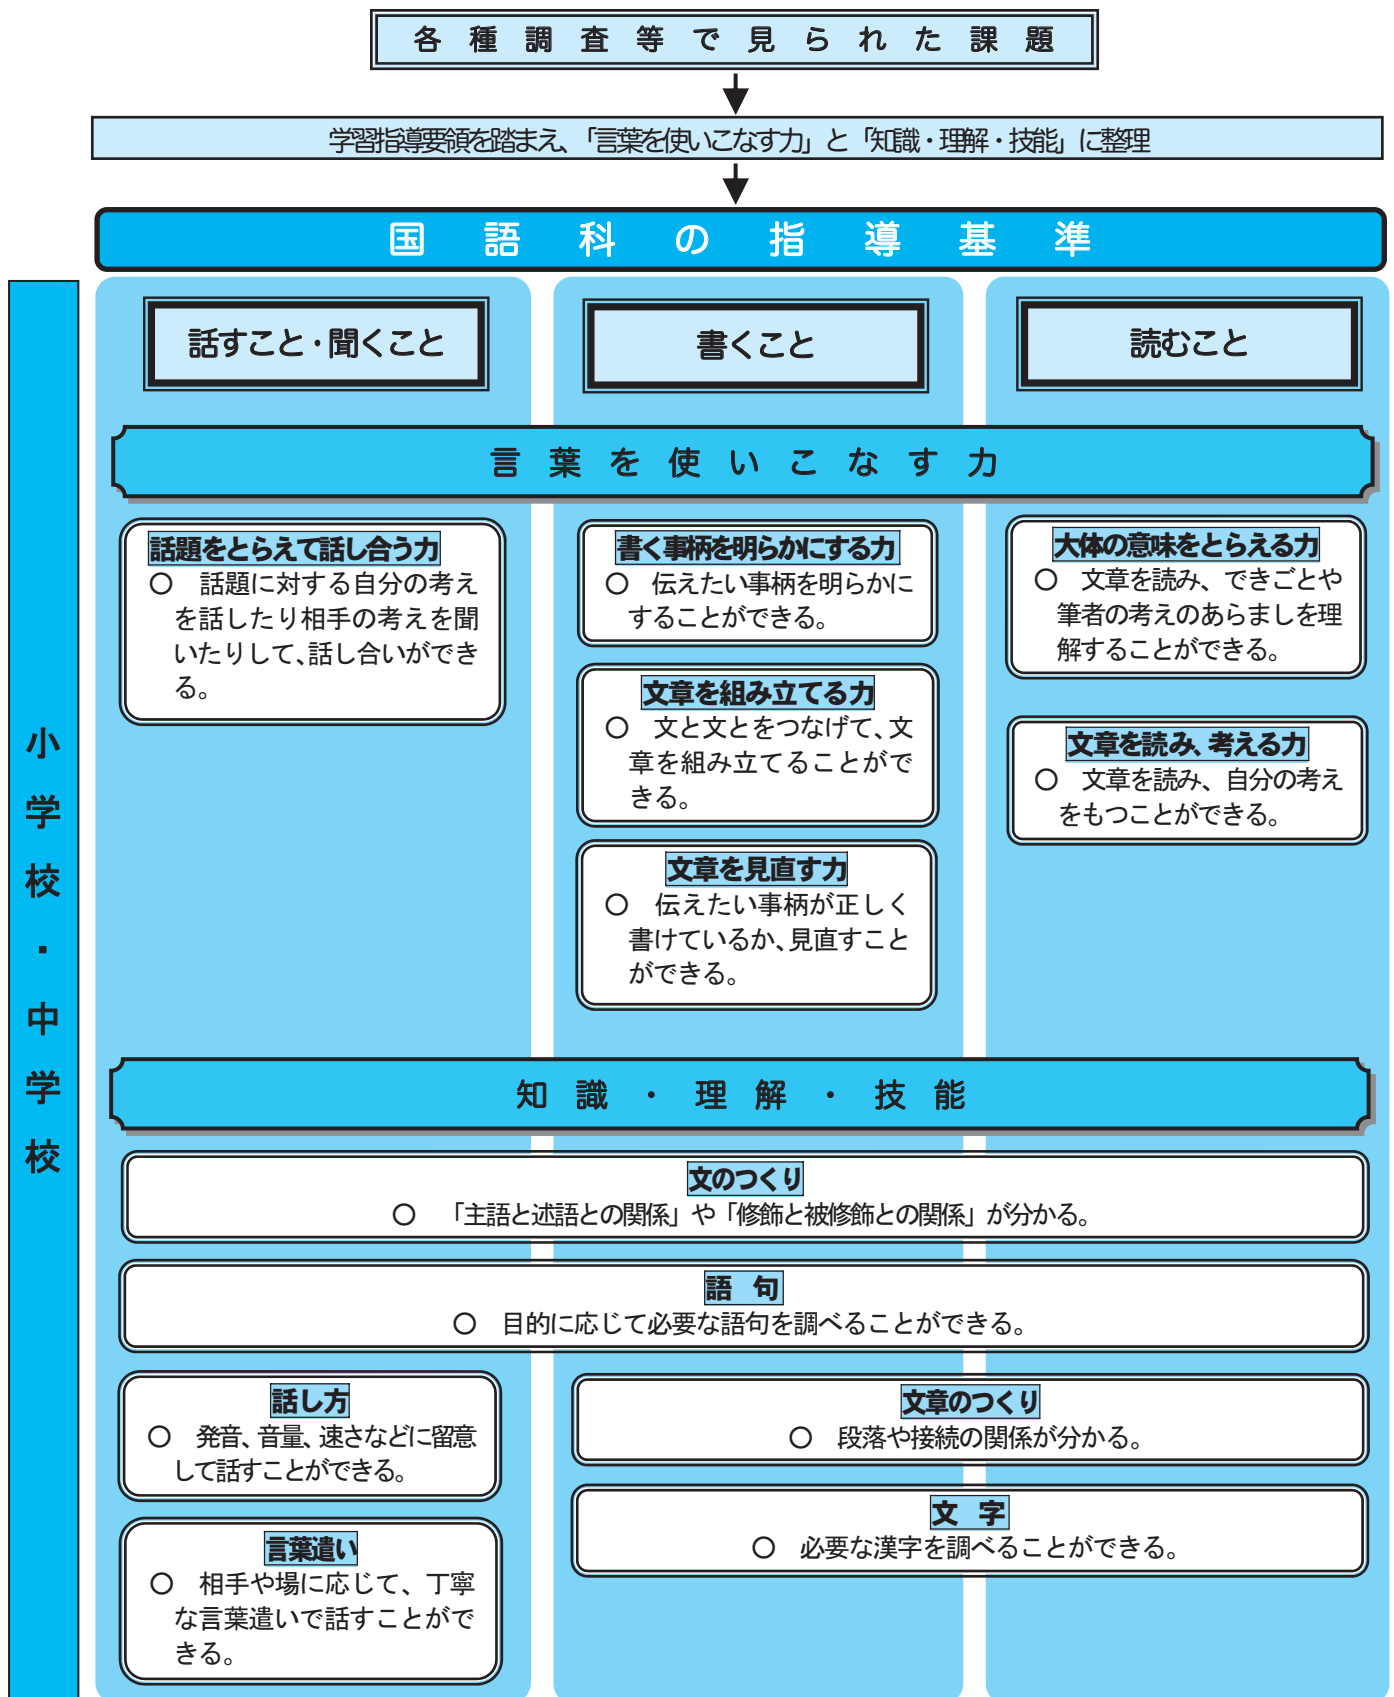 各種調査等で見られた課題
学習指導要領を踏まえ、「言葉を使いこなす力」と「知識・理解・技能」に整理
国語科の指導基準
小学校・中学校
話すこと・聞くこと
書くこと
読むこと
言葉を使いこなす力
話題をとらえて話し合う力
○　話題に対する自分の考え
を話したり相手の考えを聞
いたりして、話し合いができ
る。
書く事柄を明らかにする力
○　伝えたい事柄を明らかに
することができる。
文章を組み立てる力
○　文と文とをつなげて、文
章を組み立てることがで
きる。
文章を見直す力
○　伝えたい事柄が正しく
書けているか、見直すこと
ができる。
大体の意味をとらえる力
○　文章を読み、できごとや
筆者の考えのあらましを理
解することができる。
文章を読み、考える力
○　文章を読み、自分の考え
をもつことができる。
知識・理解・技能
文のつくり
○　「主語と述語との関係」や「修飾と被修飾との関係」が分かる。
語　句
○　目的に応じて必要な語句を調べることができる。
話し方
○　発音、音量、速さなどに留意
して話すことができる。
言葉遣い
○　相手や場に応じて、丁寧
な言葉遣いで話すことがで
きる。
文章のつくり
○　段落や接続の関係が分かる。
文　字
○　必要な漢字を調べることができる。